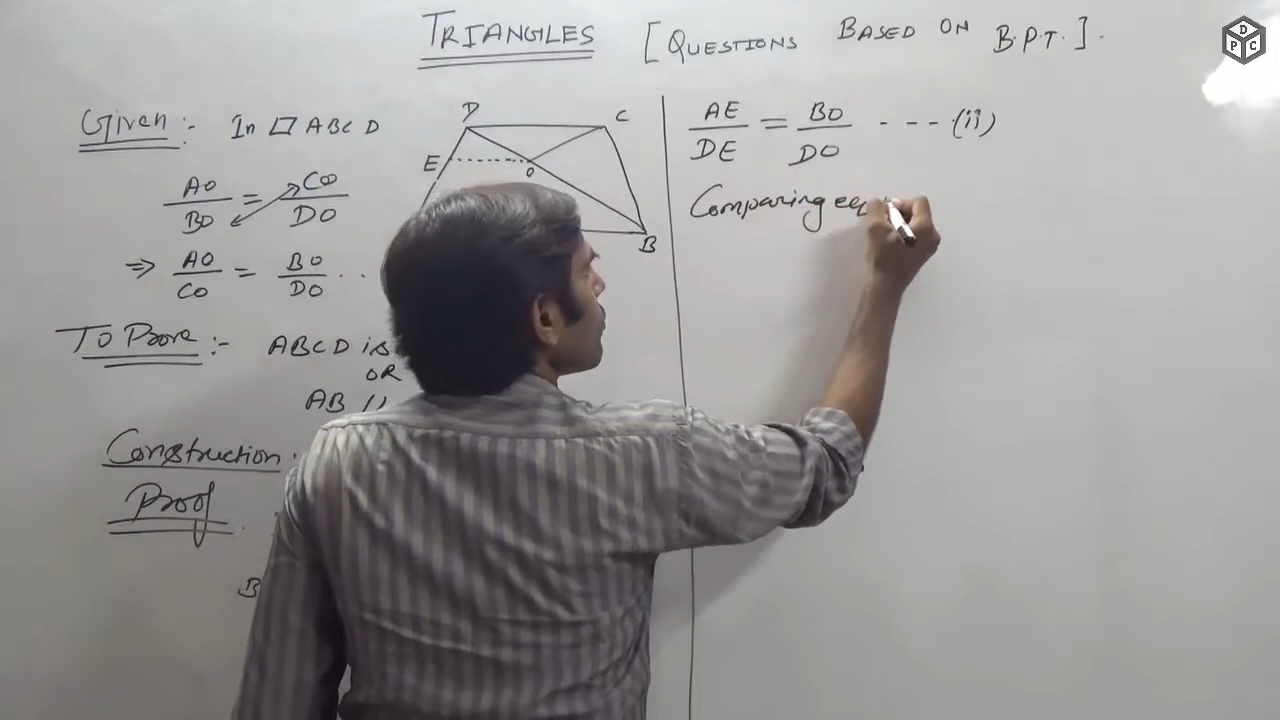 TRIANGLES [QUESTIONS BASED ON B.P.T.].
Given :- In ▱ ABCD
AO/BO = CO/DO
⇒ AO/CO = BO/DO ...
To Prove :- ABCD is
OR
AB ||
Construction
Proof
B
D
C
E
O
B
AE/DE = BO/DO ---- (ii)
Comparing eq
D
P C